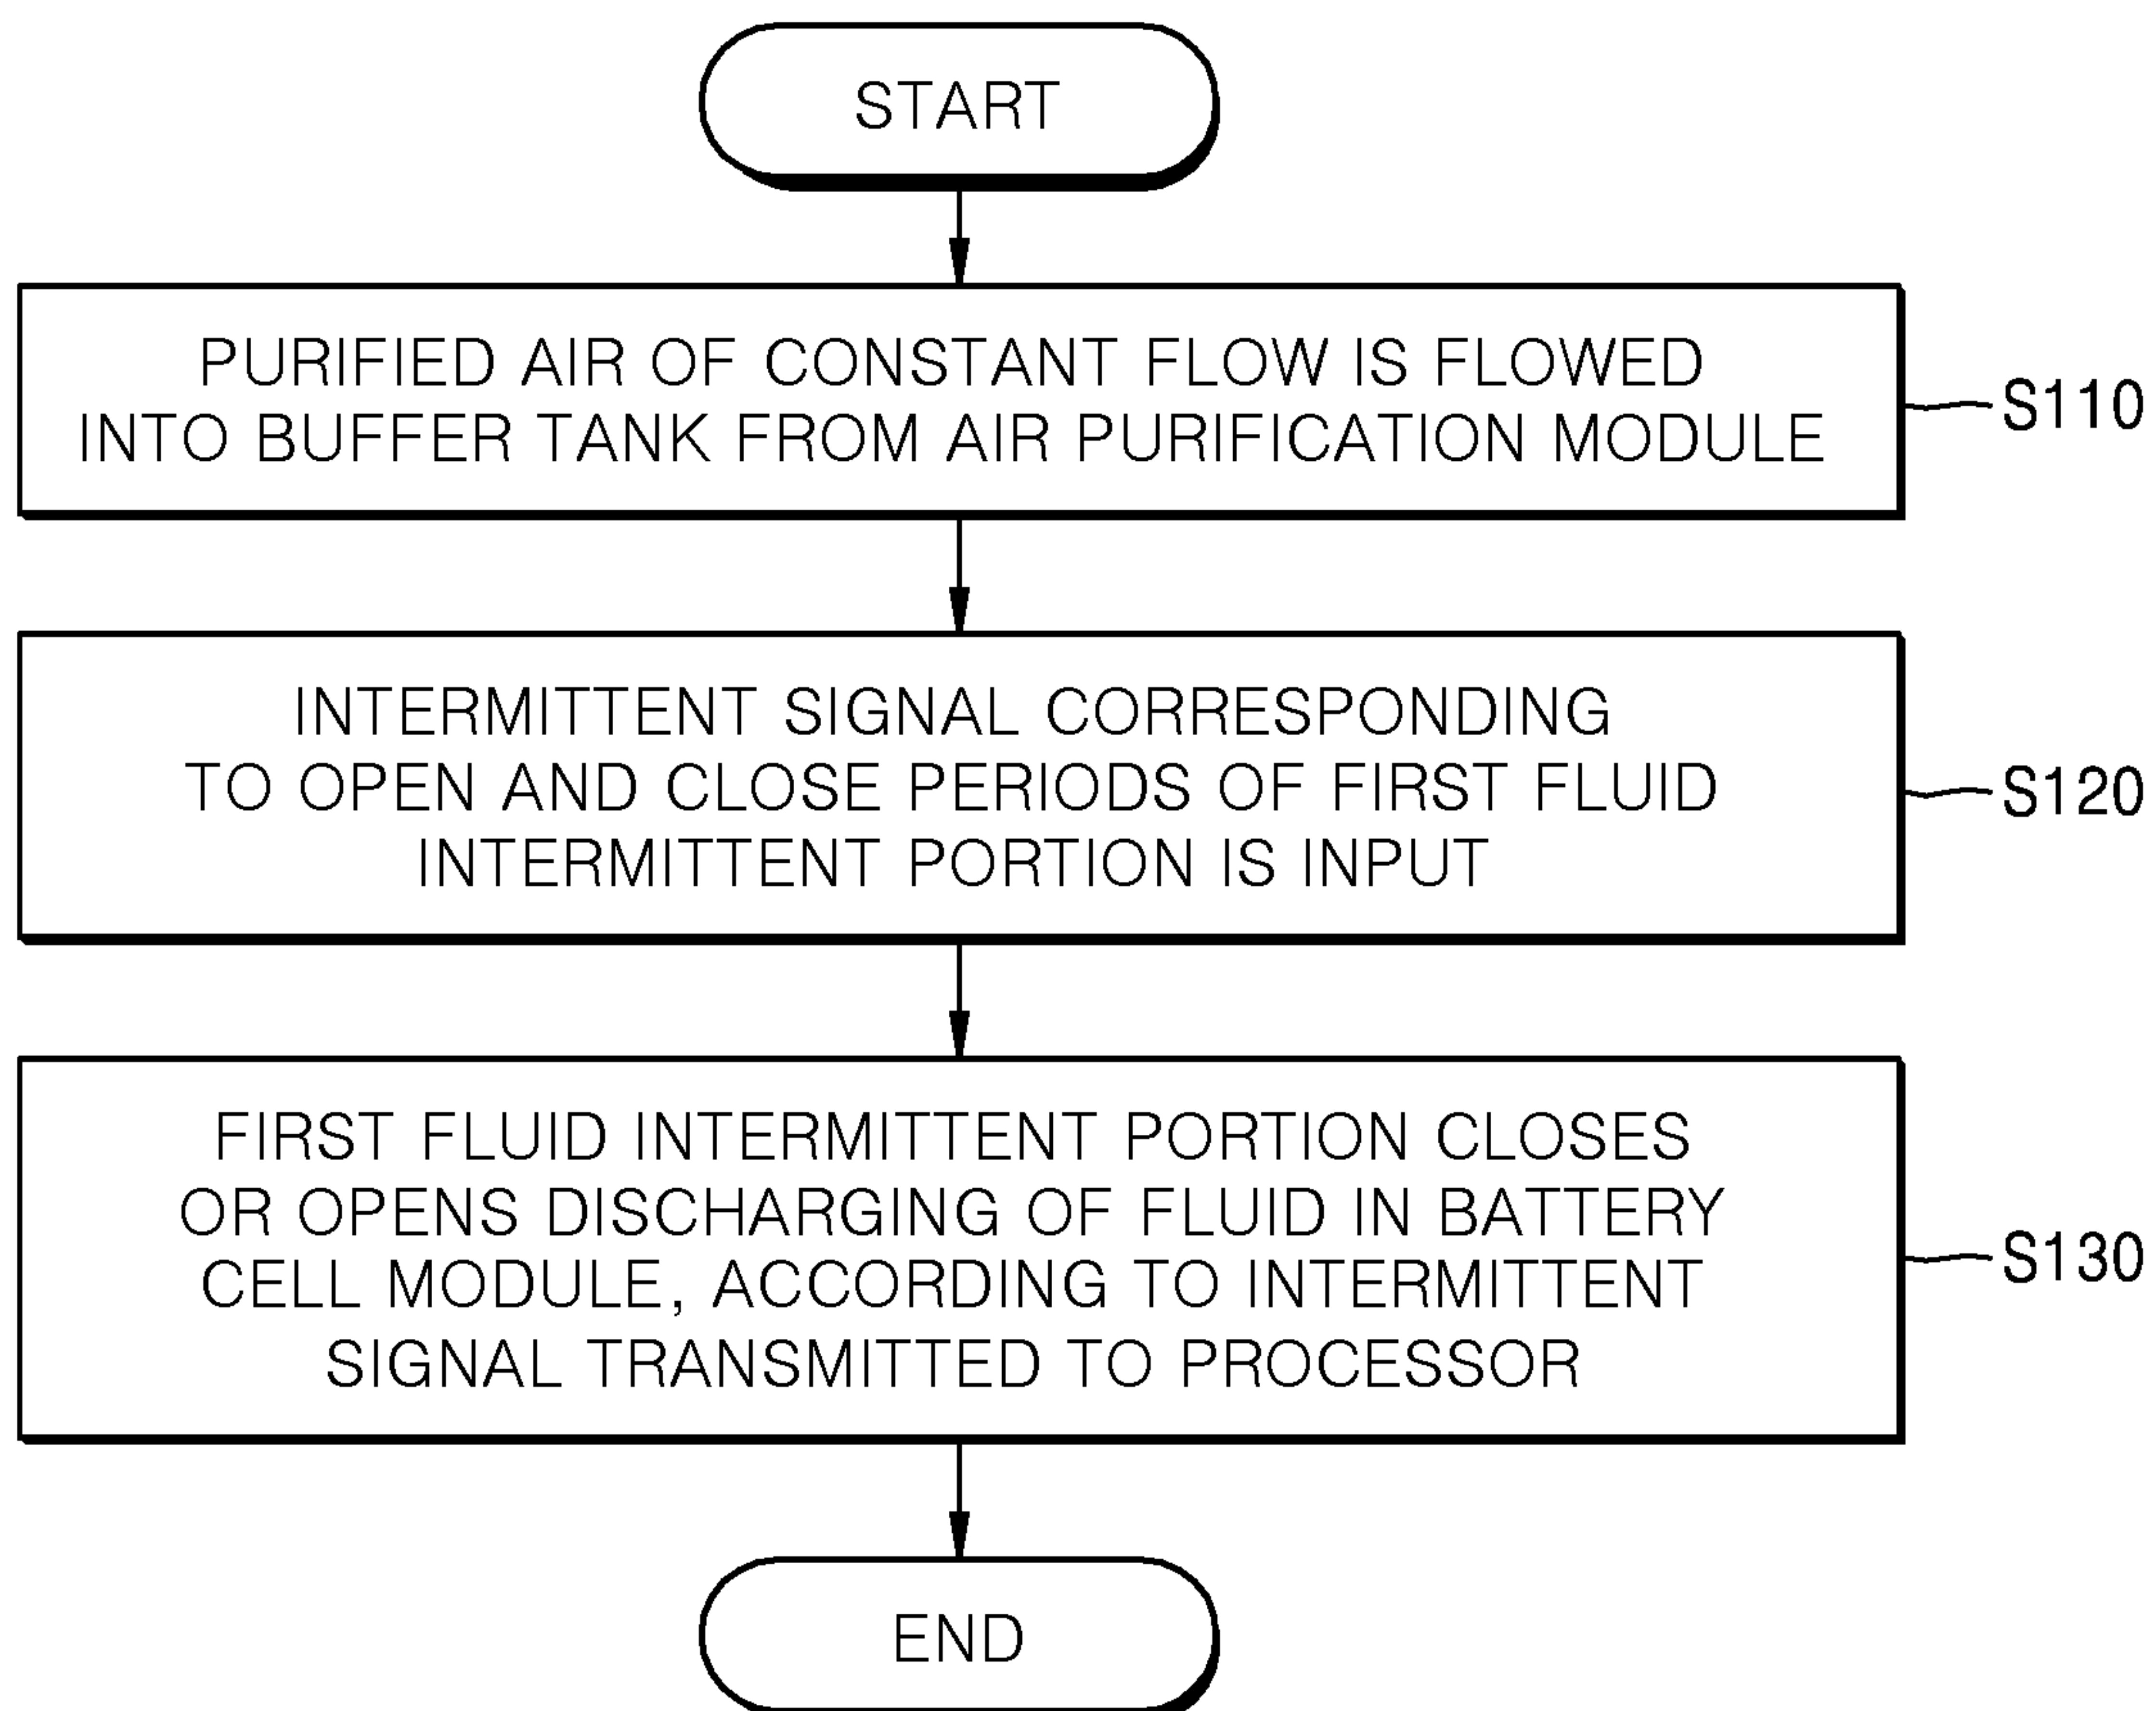 START
PURIFIED AIR OF CONSTANT FLOW IS FLOWED
INTO BUFFER TANK FROM AIR PURIFICATION MODULE
S110
INTERMITTENT SIGNAL CORRESPONDING
TO OPEN AND CLOSE PERIODS OF FIRST FLUID
INTERMITTENT PORTION IS INPUT
S120
FIRST FLUID INTERMITTENT PORTION CLOSES
OR OPENS DISCHARGING OF FLUID IN BATTERY
CELL MODULE, ACCORDING TO INTERMITTENT
SIGNAL TRANSMITTED TO PROCESSOR
S130
END